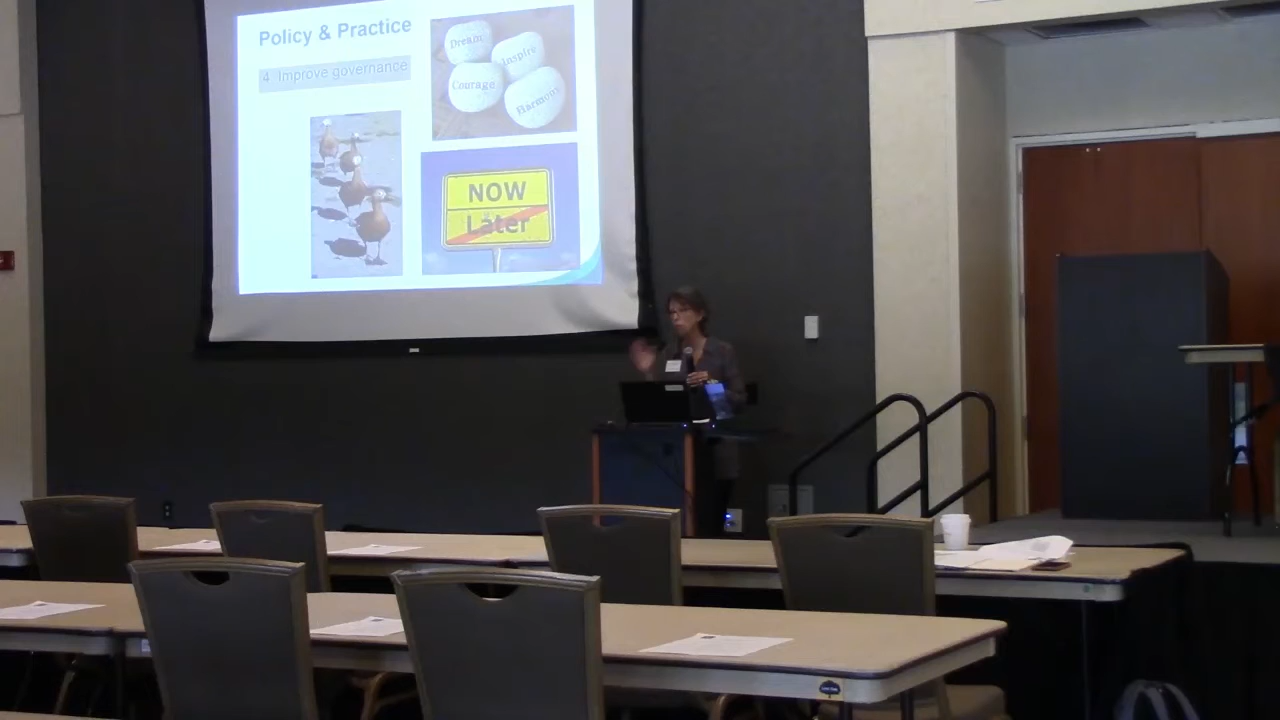 Policy & Practice
4. Improve governance
Dream
Inspire
Courage
Harmony
NOW
Later